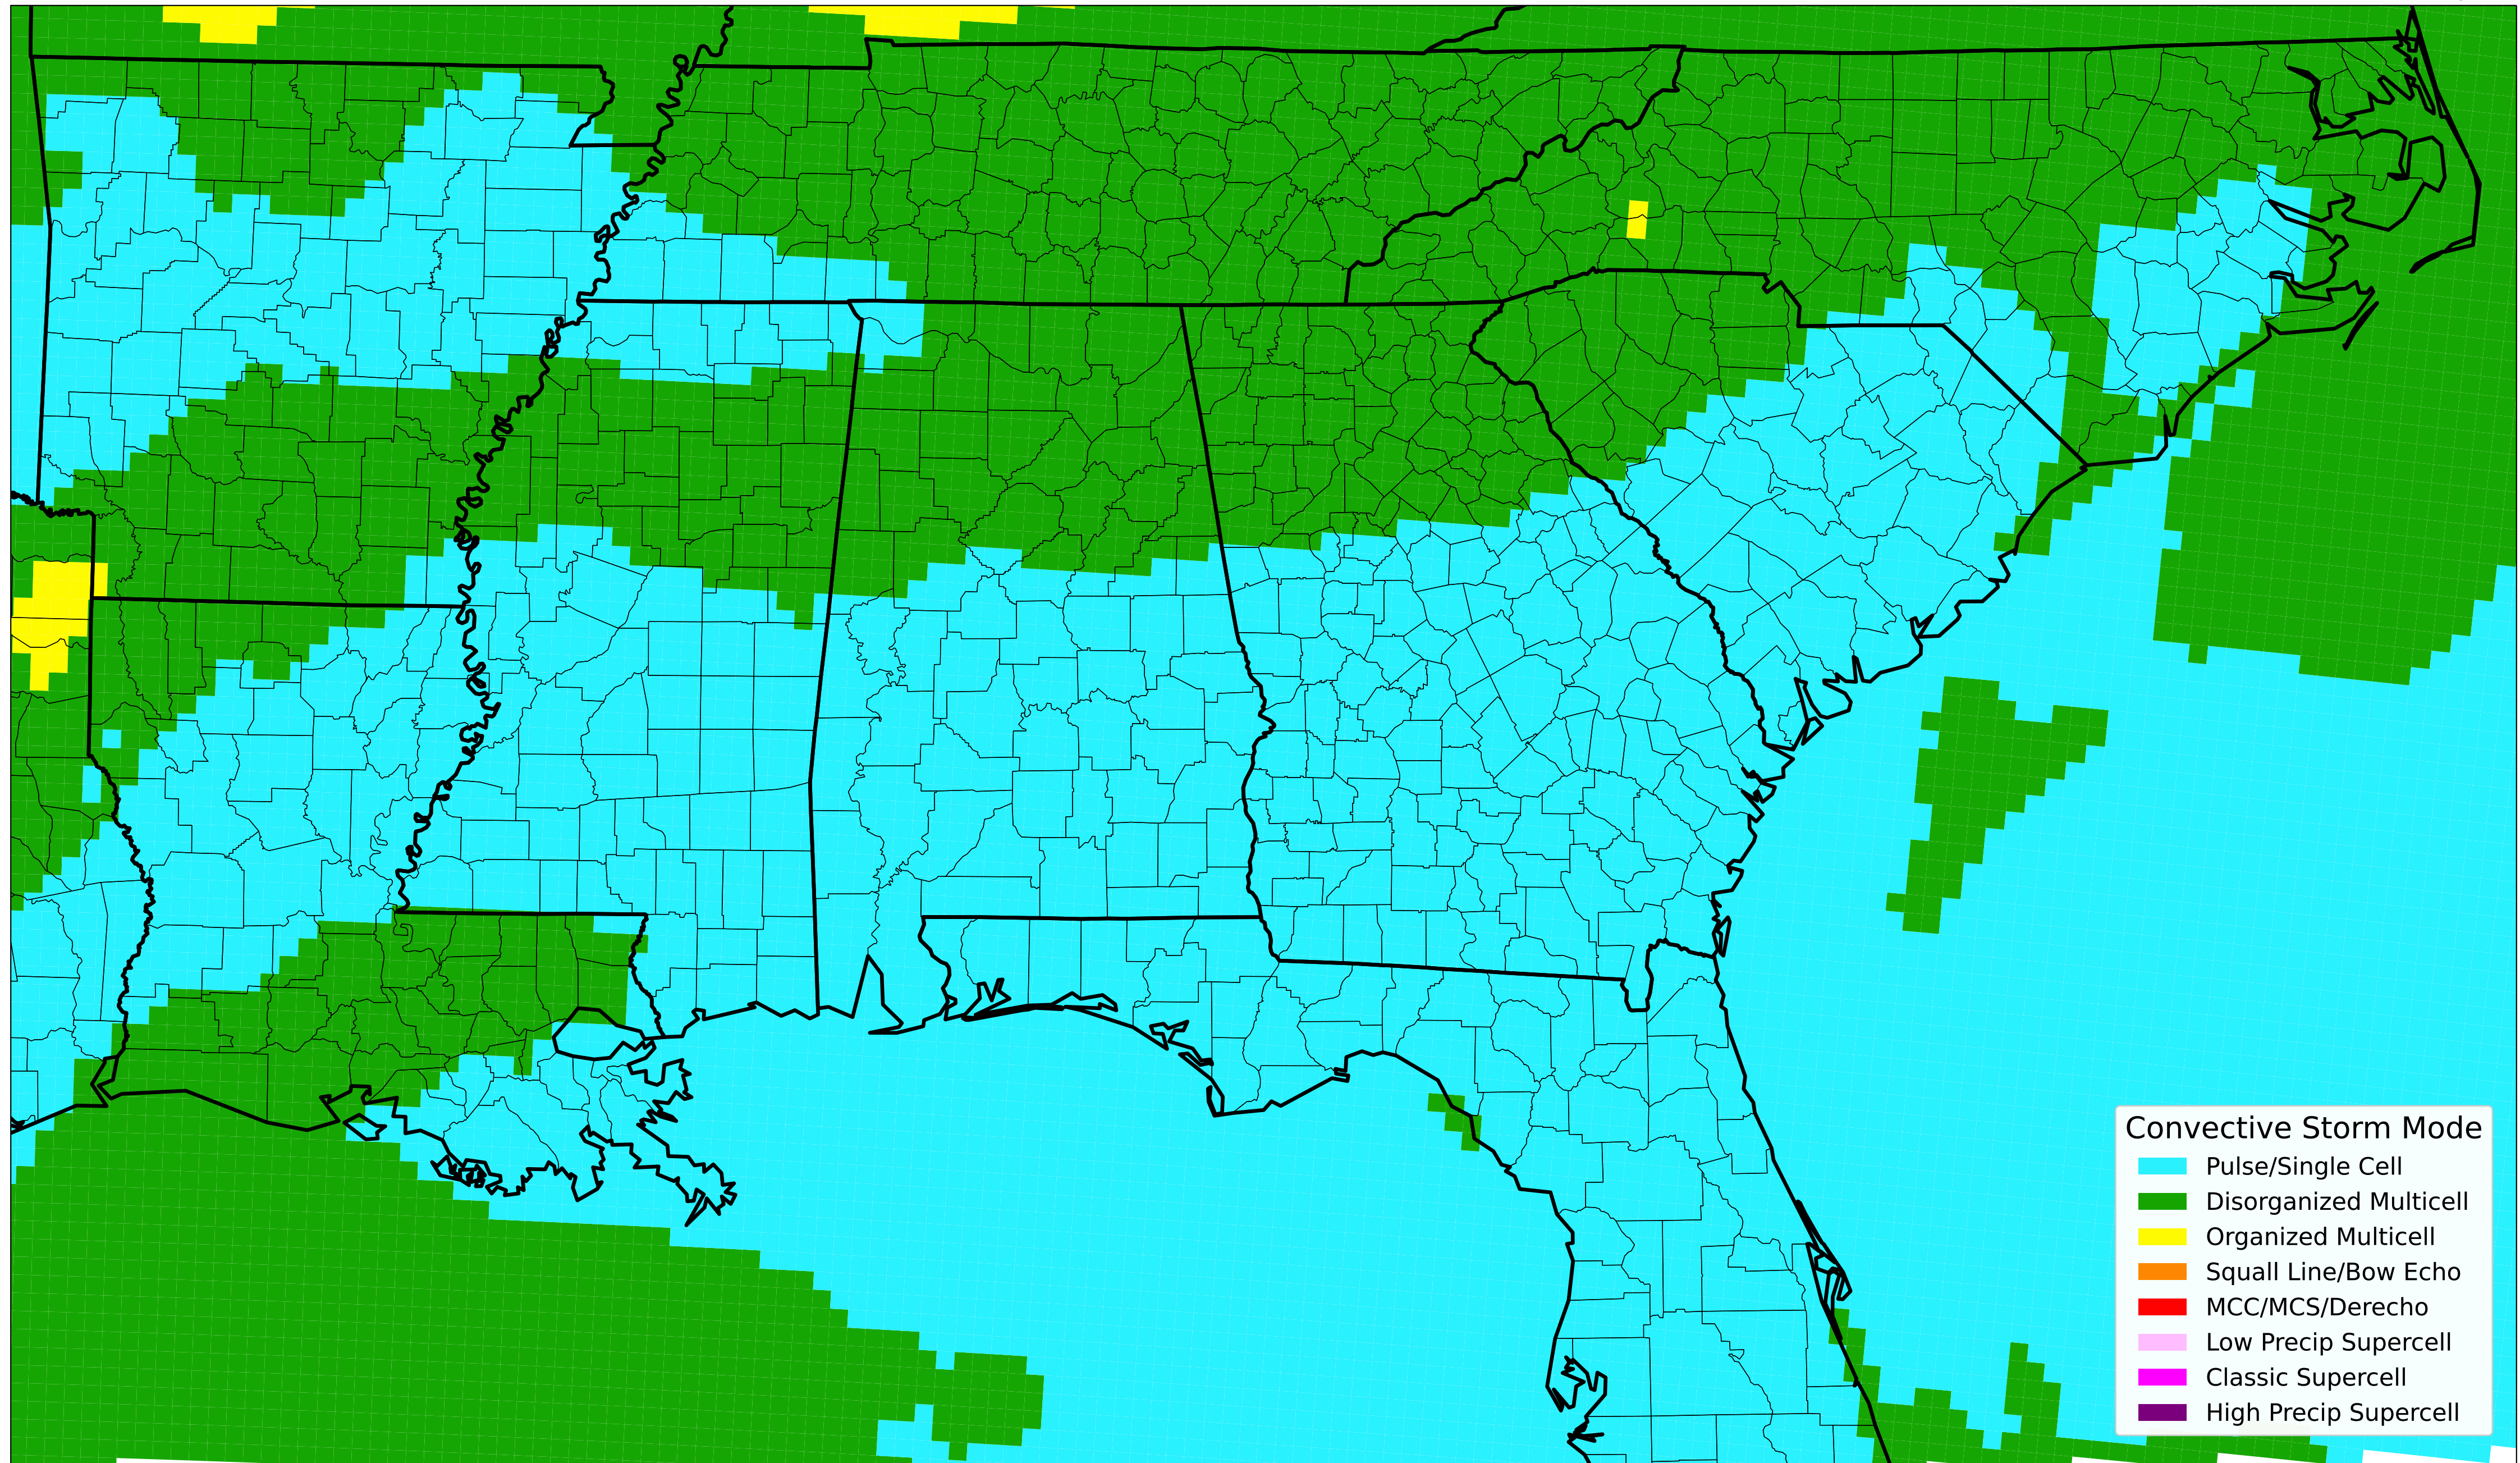 Convective Storm Mode
Pulse/Single Cell
Disorganized Multicell
Organized Multicell
Squall Line/Bow Echo
MCC/MCS/Derecho
Low Precip Supercell
Classic Supercell
High Precip Supercell